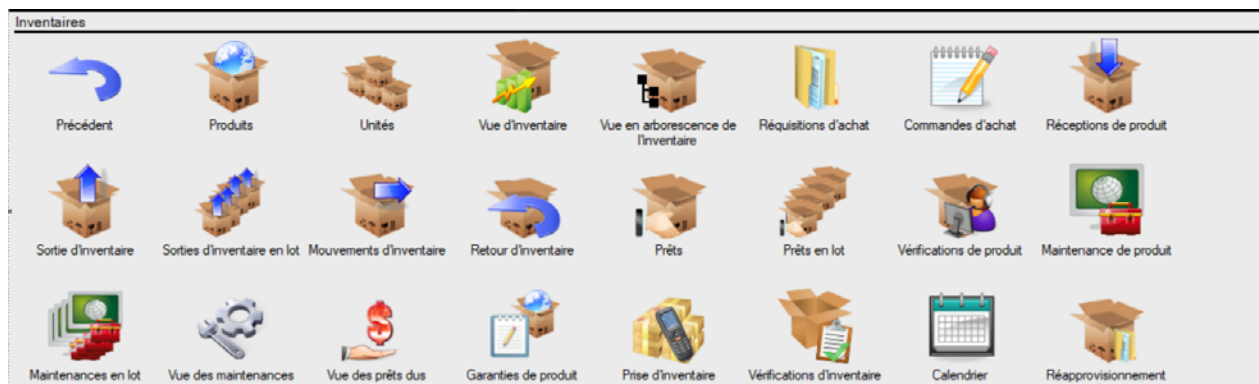 Inventaires
Précédent
Produits
Unités
Vue d'inventaire
Vue en arborescence de
l'inventaire
Réquisitions d'achat
Commandes d'achat
Réceptions de produit
Sortie d'inventaire
Sorties d'inventaire en lot
Mouvements d'inventaire
Retour d'inventaire
Prêts
Prêts en lot
Vérifications de produit
Maintenance de produit
Maintenances en lot
Vue des maintenances
Vue des prêts dus
Garanties de produit
Prise d'inventaire
Vérifications d'inventaire
Calendrier
Réapprovisionnement